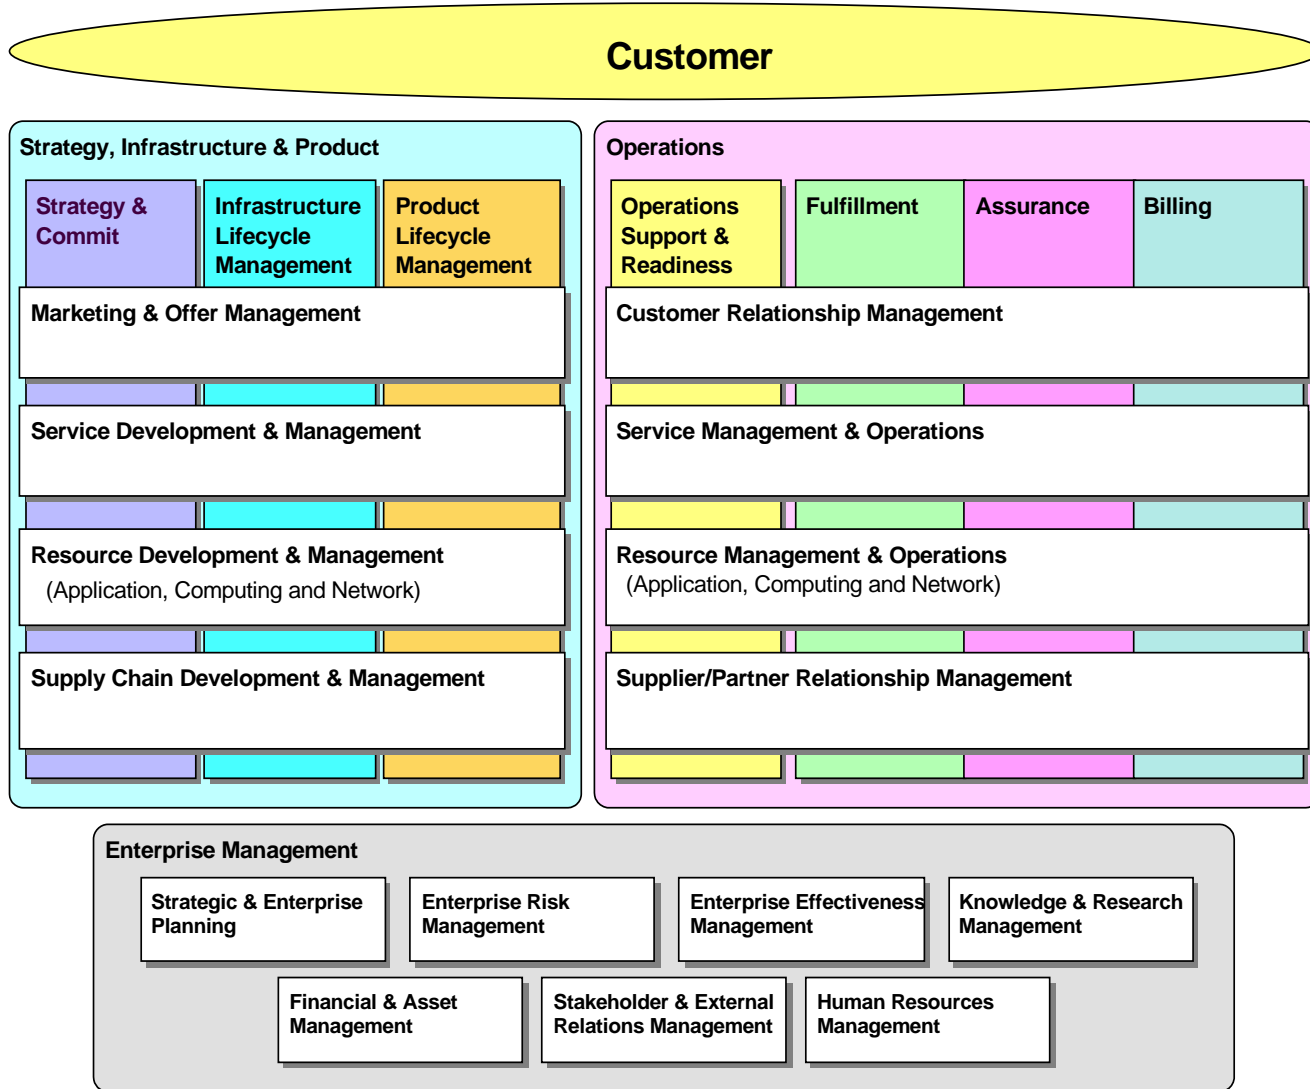 Customer
Strategy, Infrastructure & Product
Strategy &
Commit
Infrastructure
Lifecycle
Management
Product
Lifecycle
Management
Marketing & Offer Management
Service Development & Management
Resource Development & Management
(Application, Computing and Network)
Supply Chain Development & Management
Operations
Operations
Support &
Readiness
Fulfillment
Assurance
Billing
Customer Relationship Management
Service Management & Operations
Resource Management & Operations
(Application, Computing and Network)
Supplier/Partner Relationship Management
Enterprise Management
Strategic & Enterprise
Planning
Enterprise Risk
Management
Enterprise Effectiveness
Management
Knowledge & Research
Management
Financial & Asset
Management
Stakeholder & External
Relations Management
Human Resources
Management